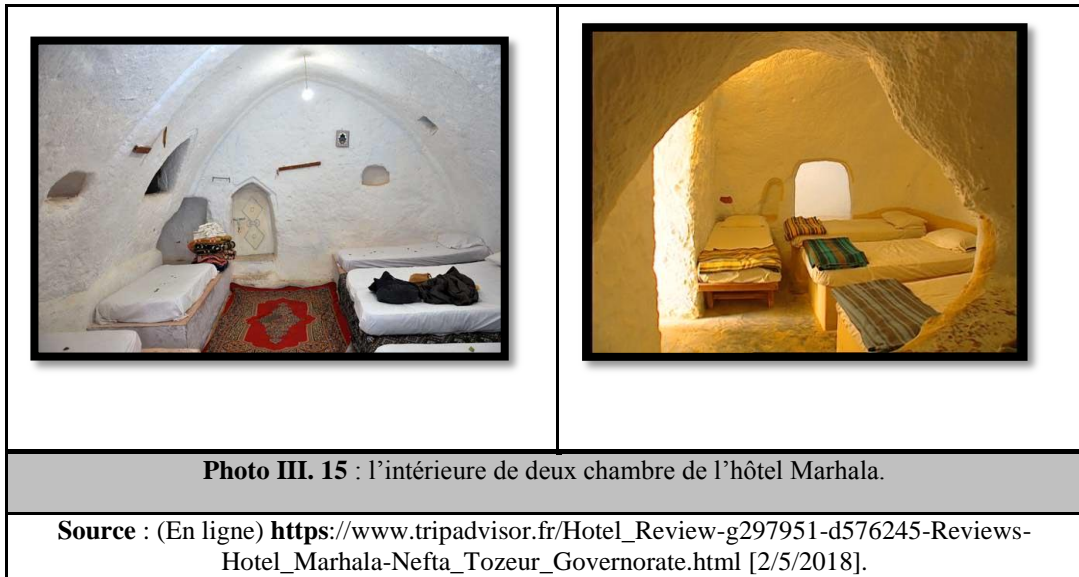 Photo III. 15 : l’intérieure de deux chambre de l’hôtel Marhala.
Source : (En ligne) https://www.tripadvisor.fr/Hotel_Review-g297951-d576245-Reviews-
Hotel_Marhala-Nefta_Tozeur_Governorate.html [2/5/2018].